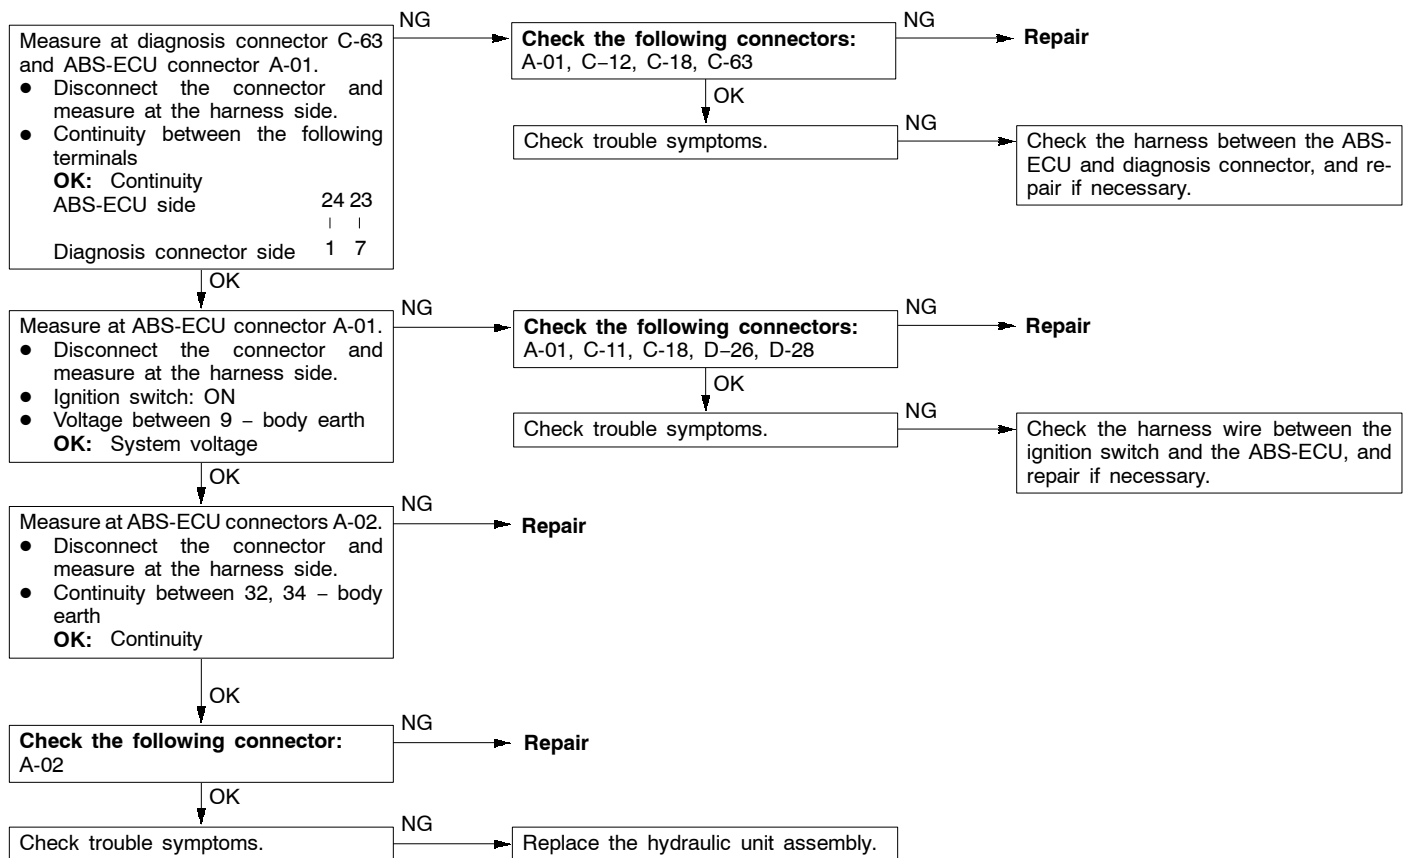 Measure at diagnosis connector C-63
and ABS-ECU connector A-01.
● Disconnect the connector and
measure at the harness side.
● Continuity between the following
terminals
OK: Continuity
ABS-ECU side 24 23
Diagnosis connector side 1 7
NG
Check the following connectors:
A-01, C–12, C-18, C-63
NG
Repair
OK
Check trouble symptoms.
NG
Check the harness between the ABS-
ECU and diagnosis connector, and re-
pair if necessary.
OK
Measure at ABS-ECU connector A-01.
● Disconnect the connector and
measure at the harness side.
● Ignition switch: ON
● Voltage between 9 – body earth
OK: System voltage
NG
Check the following connectors:
A-01, C-11, C-18, D–26, D-28
NG
Repair
OK
Check trouble symptoms.
NG
Check the harness wire between the
ignition switch and the ABS-ECU, and
repair if necessary.
OK
Measure at ABS-ECU connectors A-02.
● Disconnect the connector and
measure at the harness side.
● Continuity between 32, 34 – body
earth
OK: Continuity
NG
Repair
OK
Check the following connector:
A-02
NG
Repair
OK
Check trouble symptoms.
NG
Replace the hydraulic unit assembly.